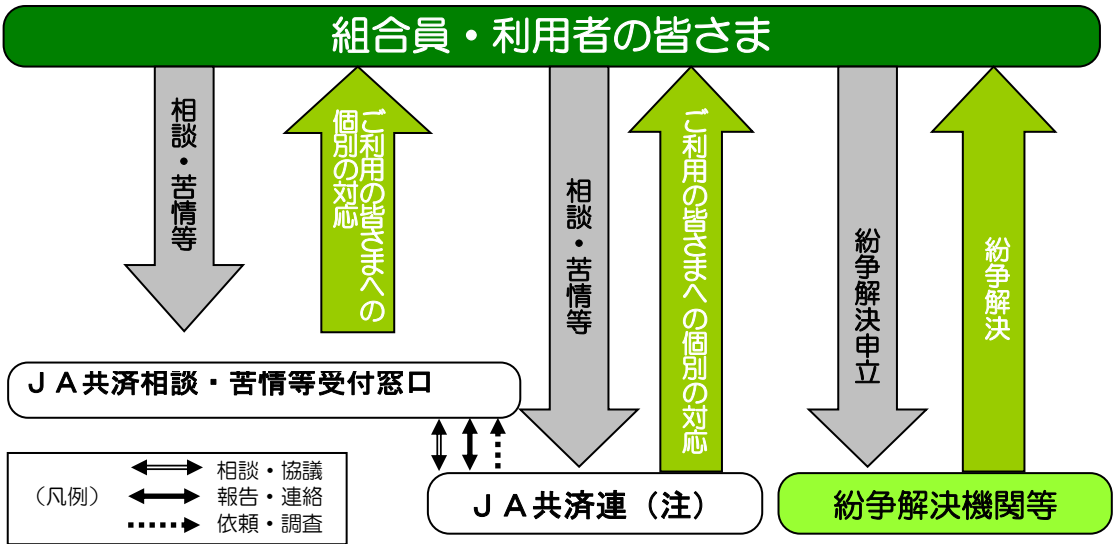 組合員・利用者の皆さま
相談・苦情等
ご利用の皆さまへの
個別の対応
相談・苦情等
ご利用の皆さまへの個別の対応
紛争解決申立
紛争解決
ＪＡ共済相談・苦情等受付窓口
（凡例）
相談・協議
報告・連絡
依頼・調査
ＪＡ共済連（注）
紛争解決機関等